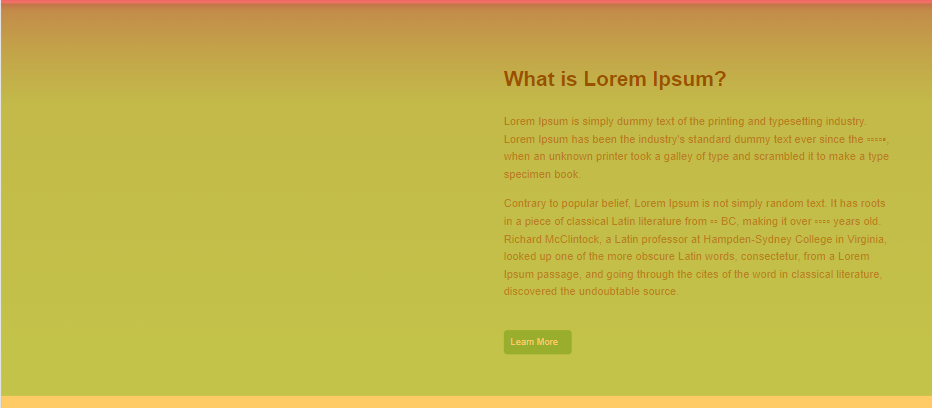 What is Lorem Ipsum?
Lorem Ipsum is simply dummy text of the printing and typesetting industry.
Lorem Ipsum has been the industry's standard dummy text ever since the
when an unknown printer took a galley of type and scrambled it to make a type
specimen book.
Contrary to popular belief, Lorem Ipsum is not simply random text. It has roots
in a piece of classical Latin literature from BC, making it over years old.
Richard McClintock, a Latin professor at Hampden-Sydney College in Virginia,
looked up one of the more obscure Latin words, consectetur, from a Lorem
Ipsum passage, and going through the cites of the word in classical literature,
discovered the undoubtable source.
Learn More